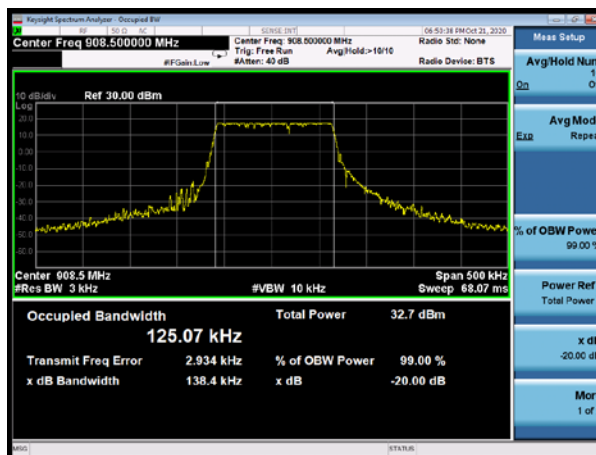 Keysight Spectrum Analyzer - Occupied BW
RF 50 Ω AC SENSE:INT 06:53:38 PM Oct 21, 2020
Center Freq 908.500000 MHz
Center Freq: 908.500000 MHz
Radio Std: None
Trig: Free Run Avg|Hold:>10/10
#IFGain:Low
#Atten: 40 dB
Radio Device: BTS
10 dB/div Ref 30.00 dBm
Log
20.0
10.0
0.00
-10.0
-20.0
-30.0
-40.0
-50.0
-60.0
Center 908.5 MHz
Span 500 kHz
#Res BW 3 kHz
#VBW 10 kHz
Sweep 68.07 ms
Occupied Bandwidth
125.07 kHz
Total Power 32.7 dBm
Transmit Freq Error 2.934 kHz
% of OBW Power 99.00 %
x dB Bandwidth 138.4 kHz
x dB -20.00 dB
MSG
STATUS
Meas Setup
Avg/Hold Num
1
On O
Avg Mod
Exp Repea
% of OBW Power
99.00 %
Power Ref
Total Power
x d
-20.00 d
Mor
1 of